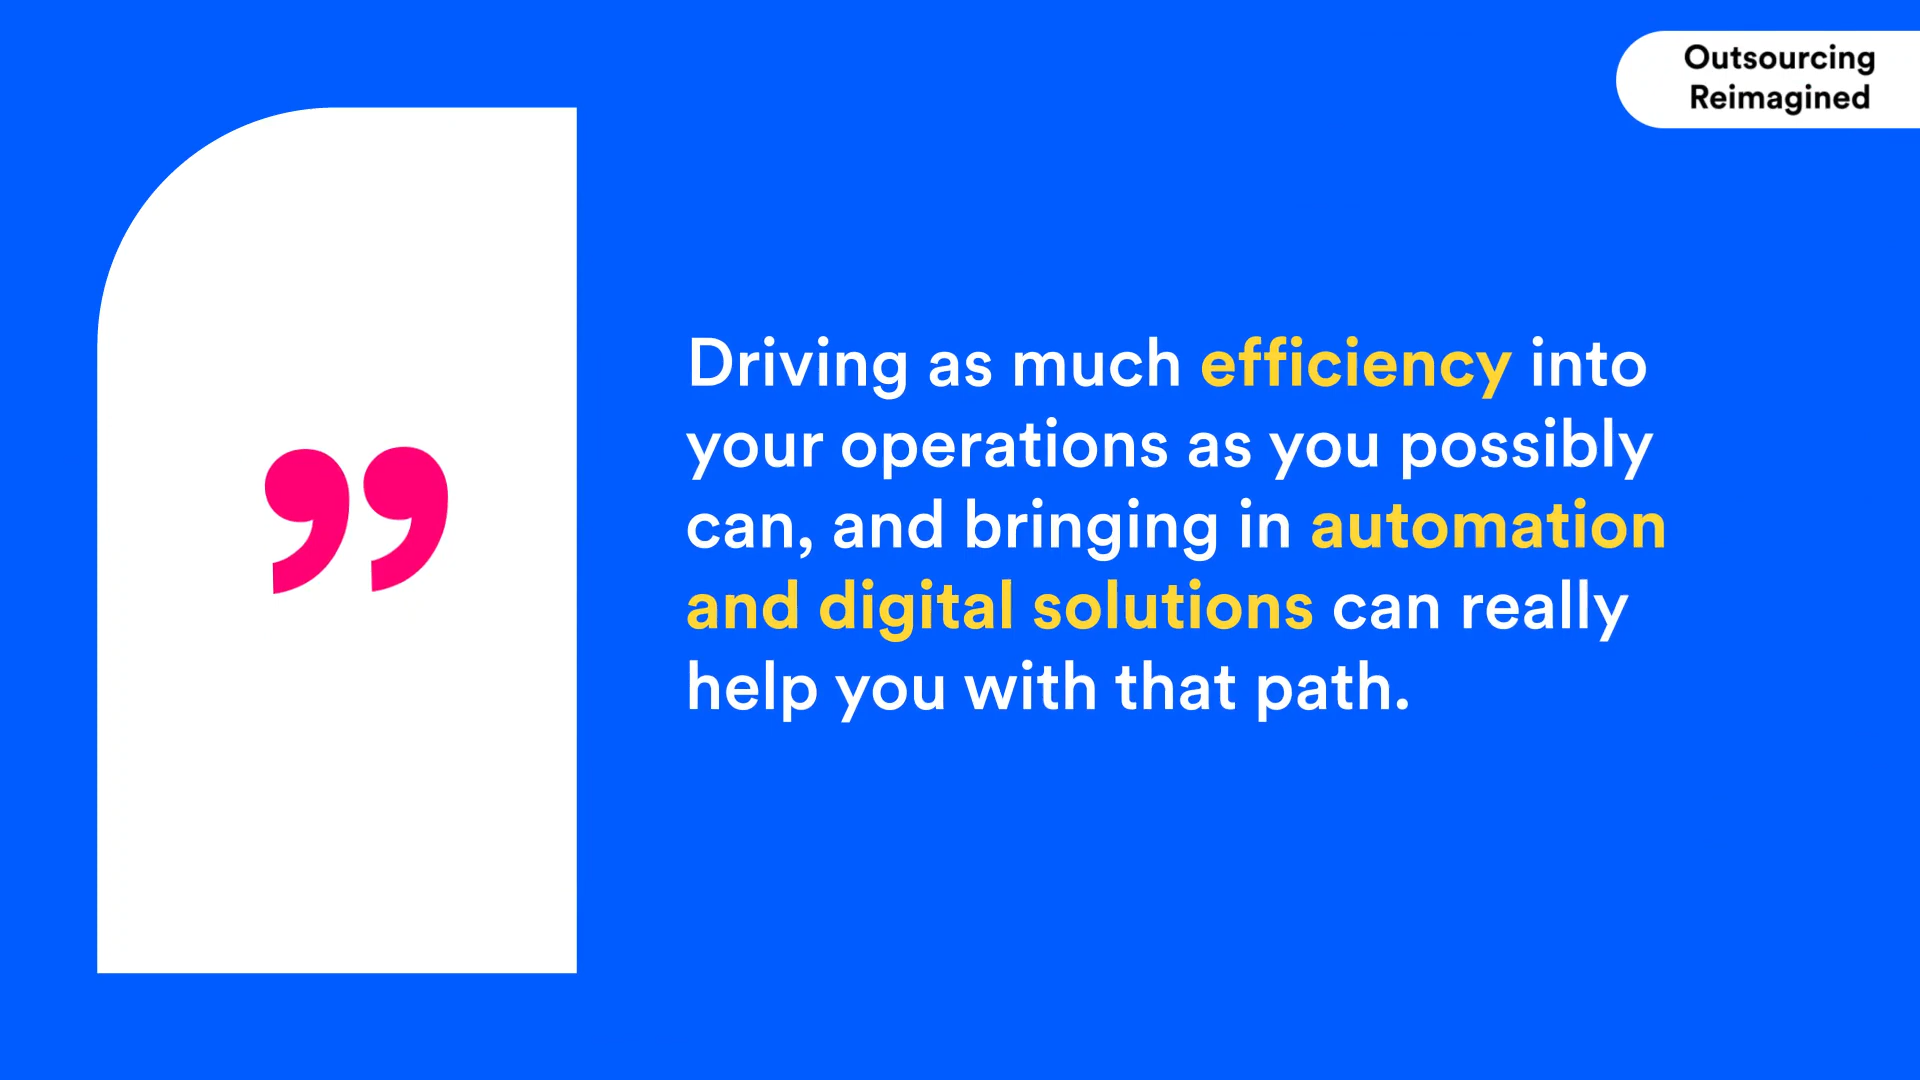 Outsourcing
Reimagined
”
Driving as much efficiency into
your operations as you possibly
can, and bringing in automation
and digital solutions can really
help you with that path.